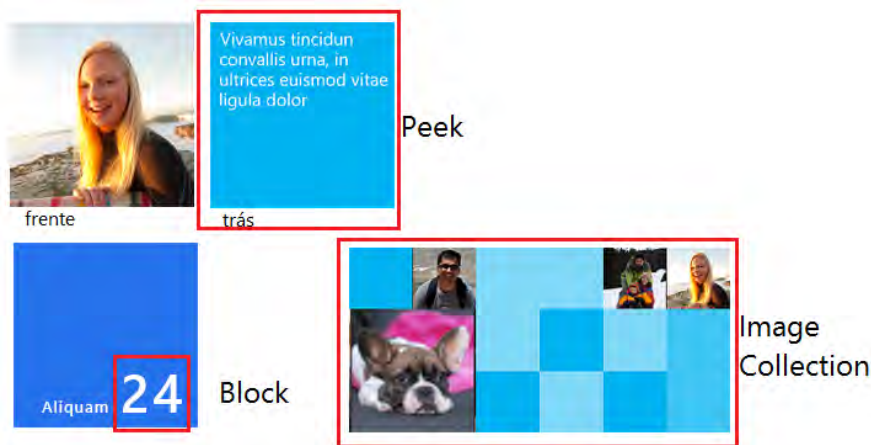 Vivamus tincidun
convallis urna, in
ultrices euismod vitae
ligula dolor
Peek
frente
trás
Aliquam 24
Block
Image
Collection